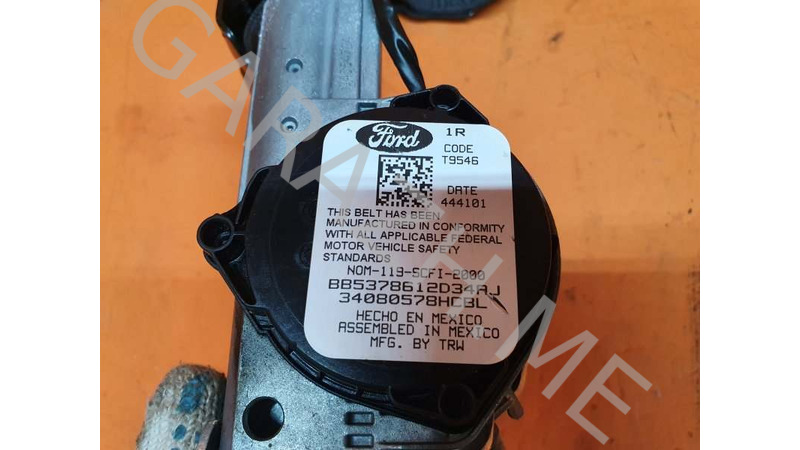 Ford
1R
CODE
T9546
DATE
444101
THIS BELT HAS BEEN
MANUFACTURED IN CONFORMITY
WITH ALL APPLICABLE FEDERAL
MOTOR VEHICLE SAFETY
STANDARDS
NOM-119-SCFI-2000
BB5378612D34AJ
34080578HCBL
HECHO EN MEXICO
ASSEMBLED IN MEXICO
MFG. BY TRW